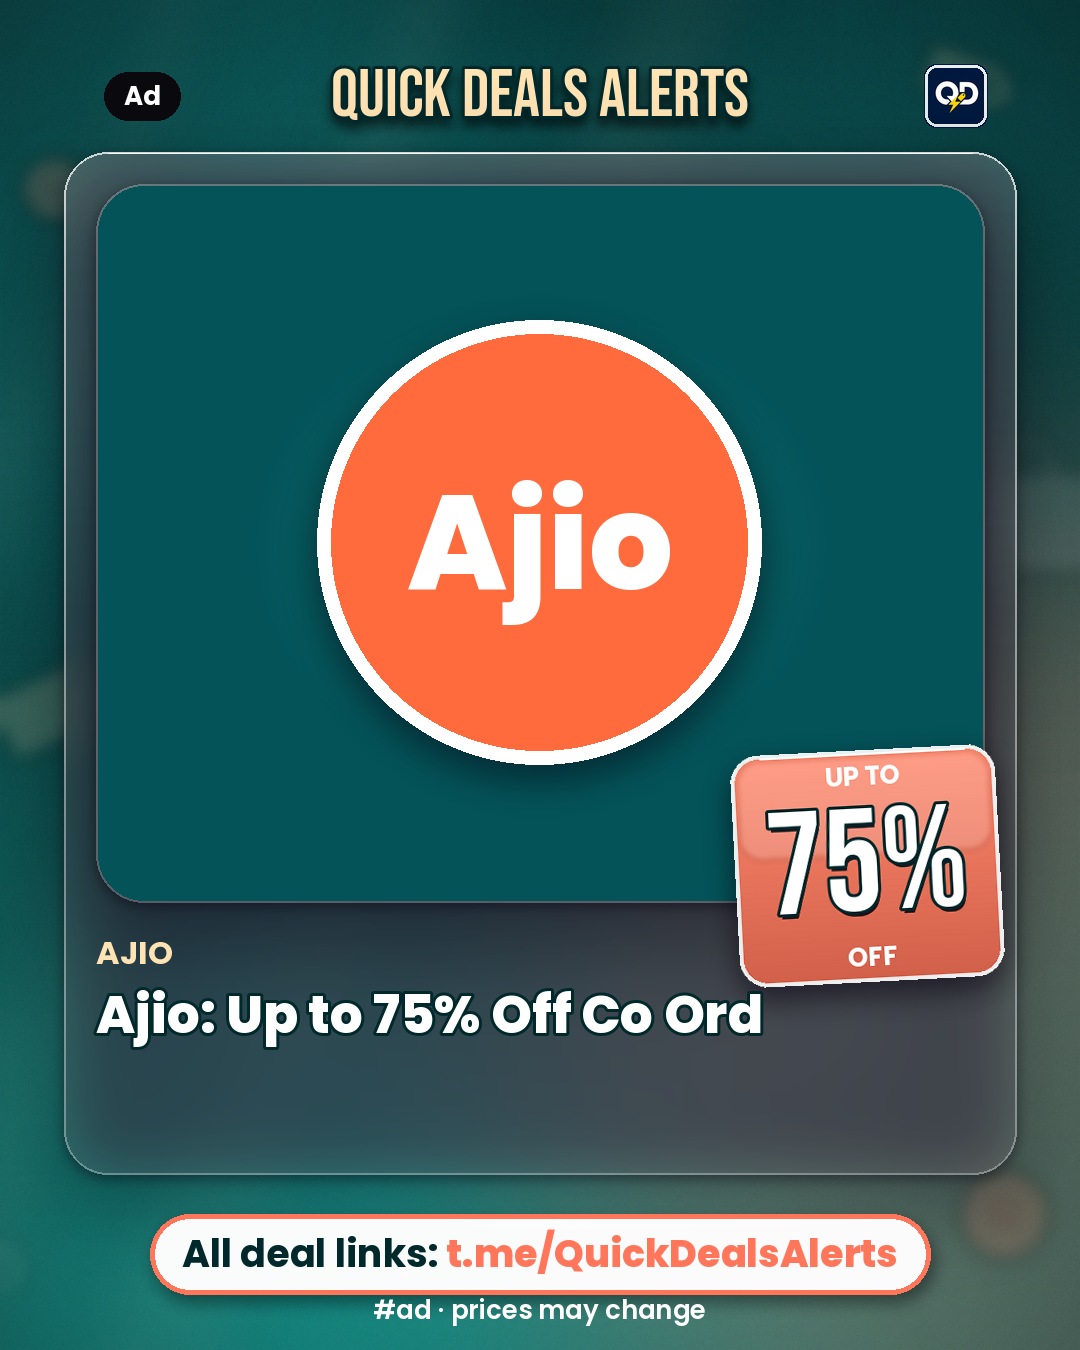 Ad
QUICK DEALS ALERTS
QD
Ajio
UP TO
75%
OFF
AJIO
Ajio: Up to 75% Off Co Ord
All deal links: t.me/QuickDealsAlerts
#ad · prices may change